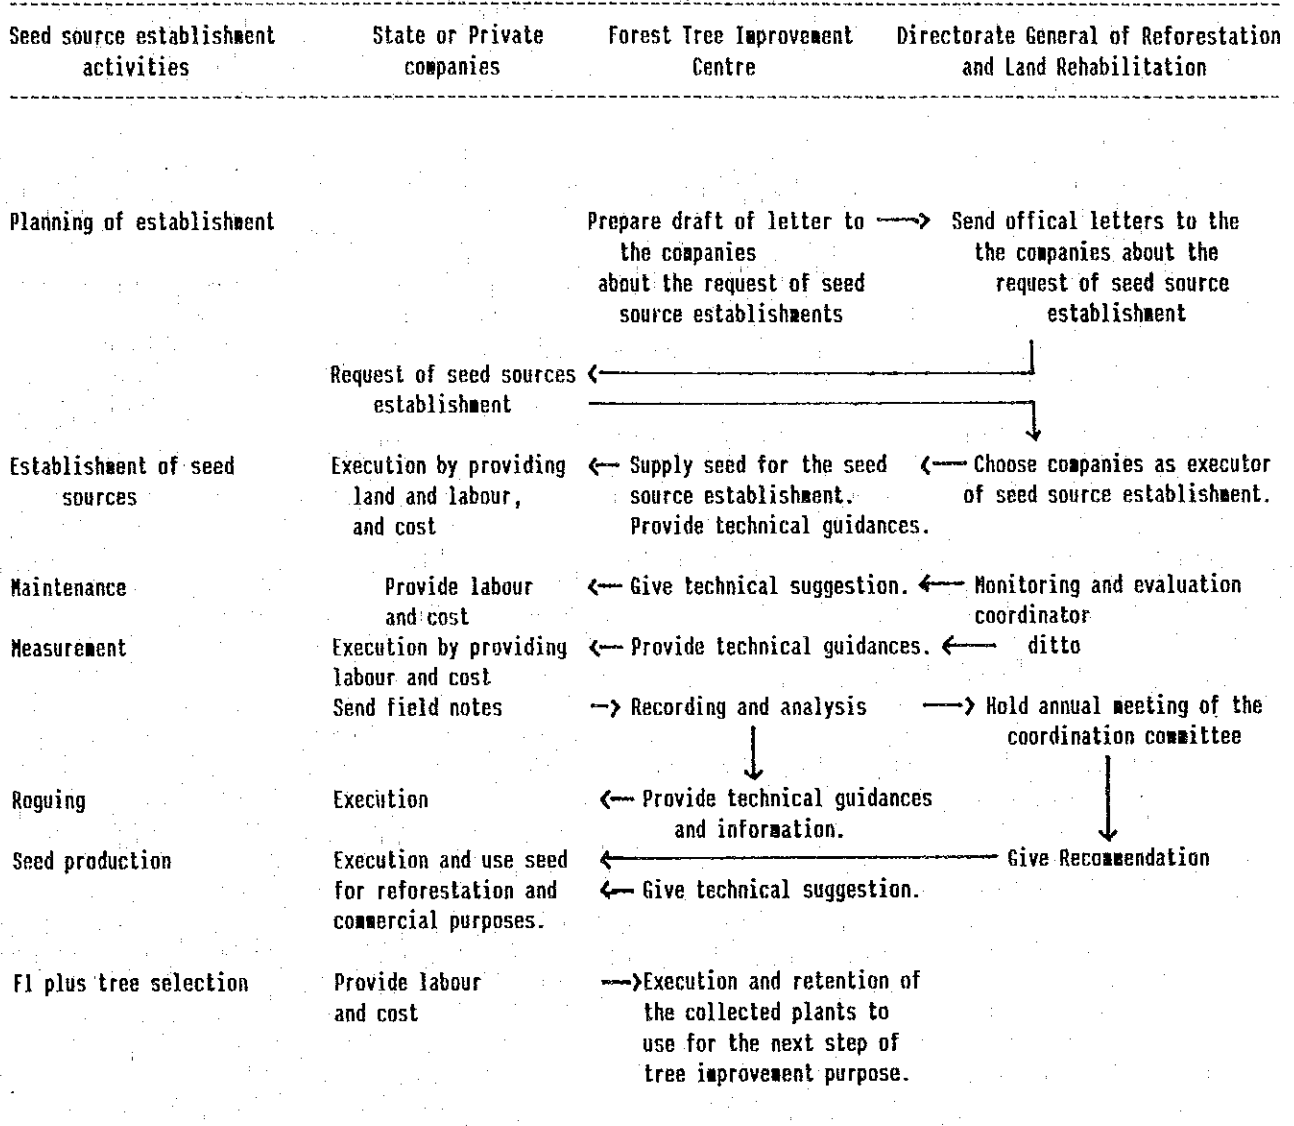 Seed source establishment State or Private Forest Tree Improvement Directorate General of Reforestation
activities companies Centre and Land Rehabilitation
Planning of establishment Prepare draft of letter to ---> Send offical letters to the
the companies the companies about the
about the request of seed request of seed source
source establishments establishment
Request of seed sources <---
establishment
Establishment of seed Execution by providing <--- Supply seed for the seed <--- Choose companies as executor
sources land and labour, source establishment. of seed source establishment.
and cost Provide technical guidances.
Maintenance Provide labour <--- Give technical suggestion. <--- Monitoring and evaluation
and cost coordinator
Measurement Execution by providing <--- Provide technical guidances. <--- ditto
labour and cost
Send field notes --> Recording and analysis ---> Hold annual meeting of the
coordination committee
Roguing Execution <--- Provide technical guidances
and information.
Seed production Execution and use seed <--- Give Recommendation
for reforestation and <--- Give technical suggestion.
commercial purposes.
F1 plus tree selection Provide labour --->Execution and retention of
and cost the collected plants to
use for the next step of
tree improvement purpose.